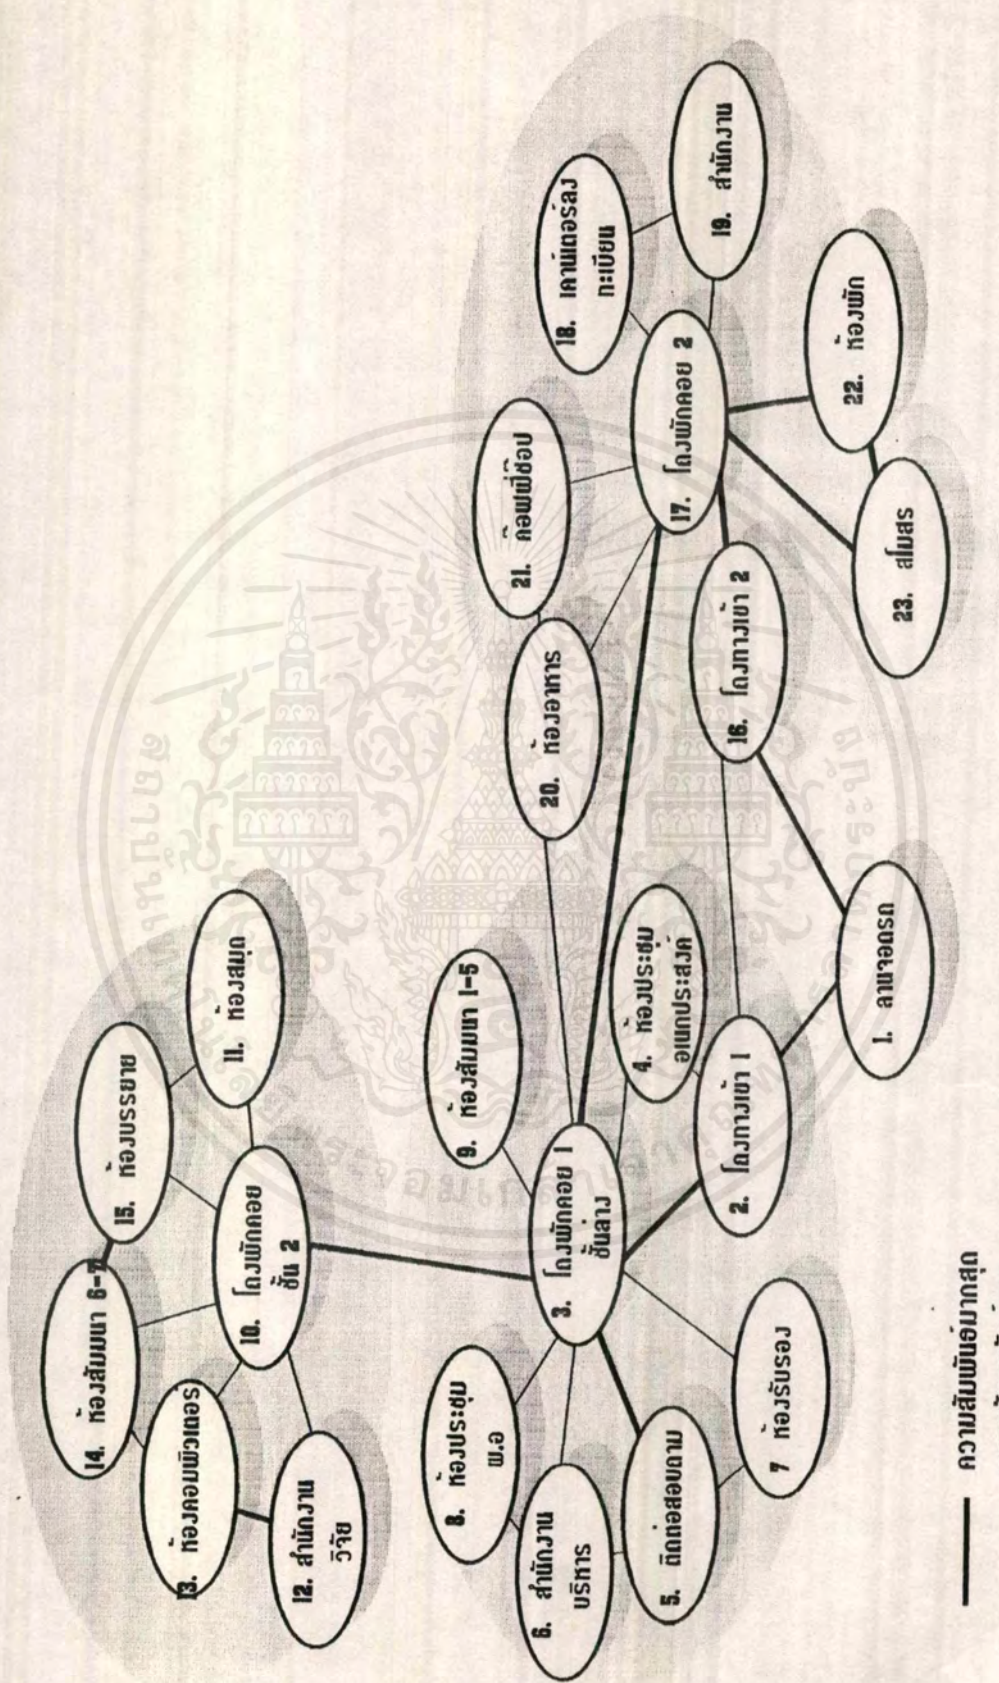 14. ห้องสัมมนา 6-7
15. ห้องบรรยาย
13. ห้องคอมพิวเตอร์
11. ห้องสมุด
10. โถงพักคอย
ชั้น 2
12. สำนักงาน
วิจัย
9. ห้องสัมมนา 1-5
8. ห้องประชุม
พ.อ
21. ค๊อฟฟี่ช๊อป
18. เคาน์เตอร์ลง
ทะเบียน
20. ห้องอาหาร
6. สำนักงาน
บริหาร
3. โถงพักคอย 1
ชั้นล่าง
4. ห้องประชุม
อเนกประสงค์
17. โถงพักคอย 2
19. สำนักงาน
5. ติดต่อสอบถาม
2. โถงทางเข้า 1
16. โถงทางเข้า 2
7 ห้องรับรอง
1. ลานจอดรถ
23. สโมสร
22. ห้องพัก
ความสัมพันธ์มากสุด